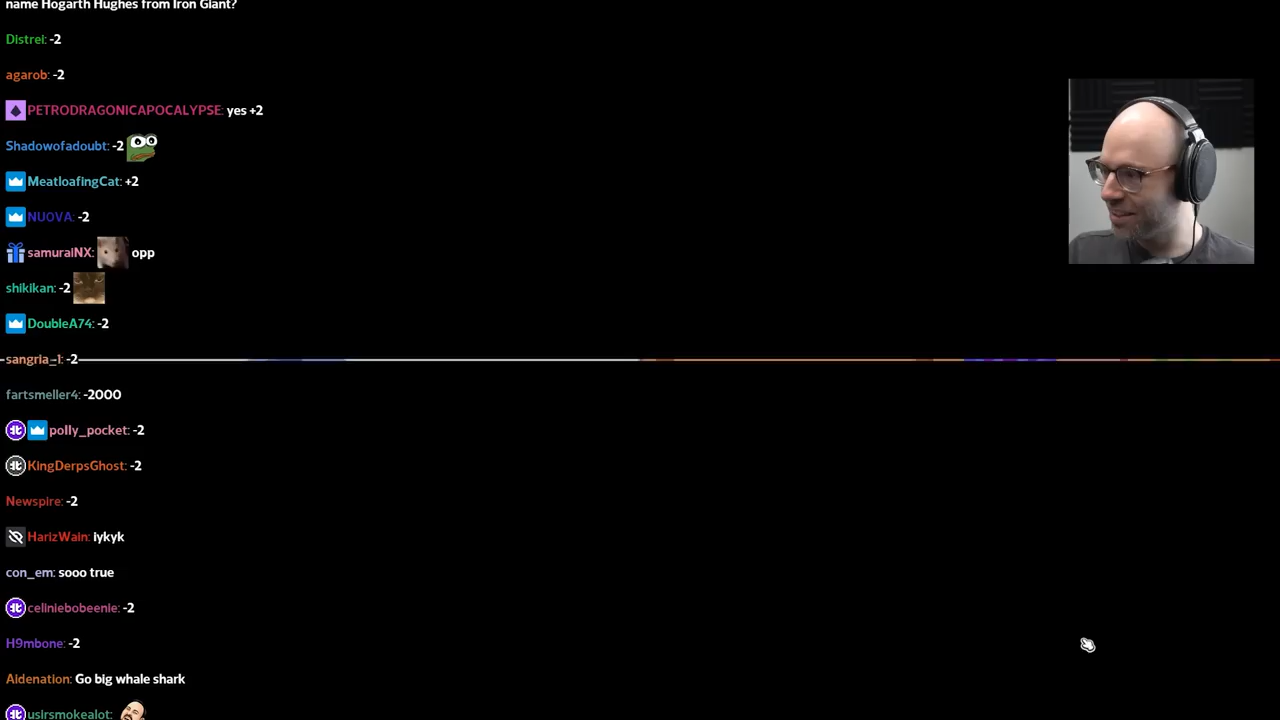 name Hogarth Hughes from Iron Giant?
Distrei: -2
agarob: -2
PETRODRAGONICAPOCALYPSE: yes +2
Shadowofadoubt: -2
MeatloafingCat: +2
NUOVA: -2
samuraiNX: opp
shikikan: -2
DoubleA74: -2
sangria_1: -2
fartsmeller4: -2000
polly_pocket: -2
KingDerpsGhost: -2
Newspire: -2
HarizWain: iykyk
con_em: sooo true
celiniebobeenie: -2
H9mbone: -2
Aidenation: Go big whale shark
usirsmokealot: